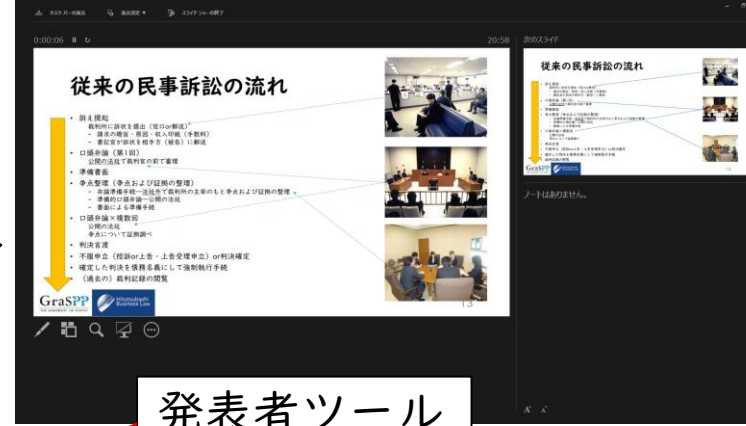 タスク バーの表示
表示設定 ▼
スライド ショーの終了
0:00:06
20:58
次のスライド
従来の民事訴訟の流れ
・ 訴え提起
裁判所に訴状を提出（窓口or郵送）
- 請求の趣旨・原因・収入印紙（手数料）
- 書記官が訴状を相手方（被告）に郵送
・ 口頭弁論（第1回）
公開の法廷で裁判官の前で審理
・ 準備書面
・ 争点整理（争点および証拠の整理）
- 弁論準備手続―法廷外で裁判所の主宰のもと争点および証拠の整理
- 準備的口頭弁論―公開の法廷
- 書面による準備手続
・ 口頭弁論×複数回
公開の法廷
争点について証拠調べ
・ 判決言渡
・ 不服申立（控訴or上告・上告受理申立）or判決確定
・ 確定した判決を債務名義にして強制執行手続
・ （過去の）裁判記録の閲覧
GraSPP
THE UNIVERSITY OF TOKYO
Hitotsubashi
Business Law
13
従来の民事訴訟の流れ
GraSPP
ノートはありません。
発表者ツール